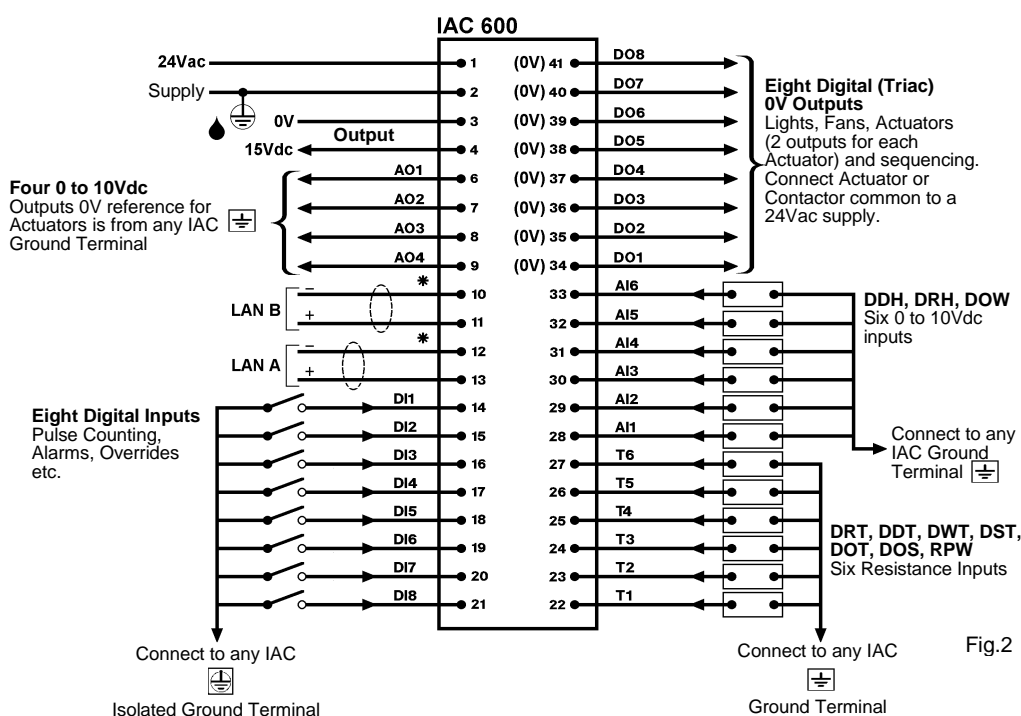 IAC 600
24Vac
Supply
0V
Output
15Vdc
Four 0 to 10Vdc
Outputs 0V reference for
Actuators is from any IAC
Ground Terminal
AO1
AO2
AO3
AO4
*
LAN B
−
+
*
LAN A
−
+
Eight Digital Inputs
Pulse Counting,
Alarms, Overrides
etc.
DI1
DI2
DI3
DI4
DI5
DI6
DI7
DI8
Connect to any IAC
Isolated Ground Terminal
1
2
3
4
6
7
8
9
10
11
12
13
14
15
16
17
18
19
20
21
(0V) 41
(0V) 40
(0V) 39
(0V) 38
(0V) 37
(0V) 36
(0V) 35
(0V) 34
33
32
31
30
29
28
27
26
25
24
23
22
DO8
DO7
DO6
DO5
DO4
DO3
DO2
DO1
AI6
AI5
AI4
AI3
AI2
AI1
T6
T5
T4
T3
T2
T1
Eight Digital (Triac)
0V Outputs
Lights, Fans, Actuators
(2 outputs for each
Actuator) and sequencing.
Connect Actuator or
Contactor common to a
24Vac supply.
DDH, DRH, DOW
Six 0 to 10Vdc
inputs
Connect to any
IAC Ground
Terminal
DRT, DDT, DWT, DST,
DOT, DOS, RPW
Six Resistance Inputs
Connect to any IAC
Ground Terminal
Fig.2